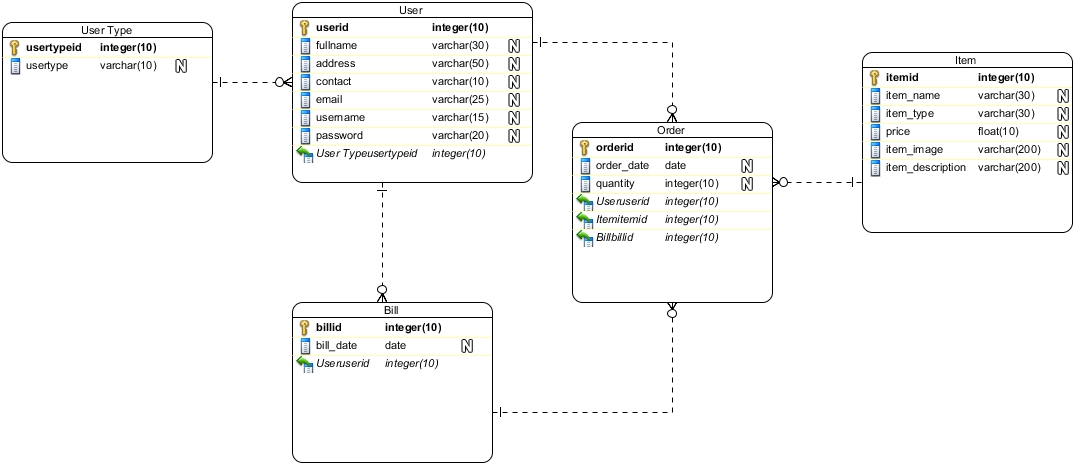 User Type
usertypeid integer(10)
usertype varchar(10) N
User
userid integer(10)
fullname varchar(30) N
address varchar(50) N
contact varchar(10) N
email varchar(25) N
username varchar(15) N
password varchar(20) N
User Typeusertypeid integer(10)
Item
itemid integer(10)
item_name varchar(30) N
item_type varchar(30) N
price float(10) N
item_image varchar(200) N
item_description varchar(200) N
Order
orderid integer(10)
order_date date N
quantity integer(10) N
Useruserid integer(10)
Itemitemid integer(10)
Billbillid integer(10)
Bill
billid integer(10)
bill_date date N
Useruserid integer(10)